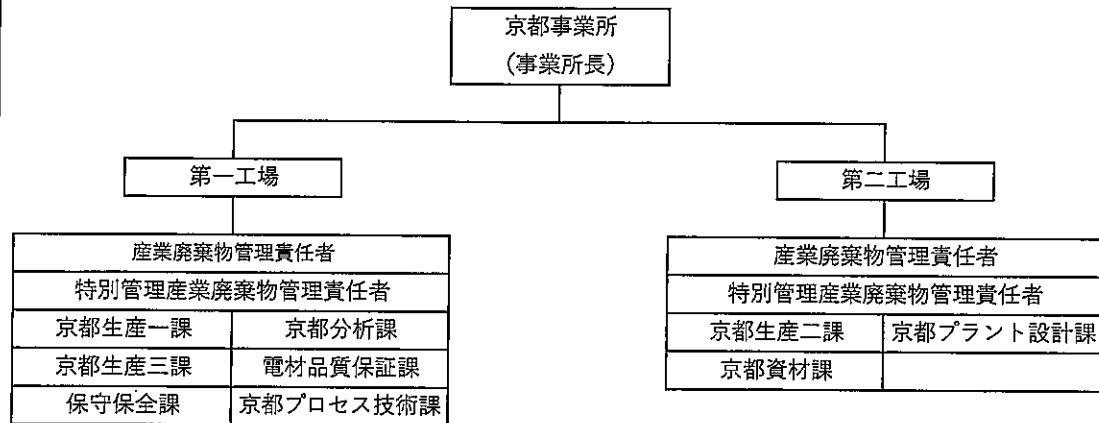 京都事業所
(事業所長)
第一工場
第二工場
産業廃棄物管理責任者
特別管理産業廃棄物管理責任者
京都生産一課 京都分析課
京都生産三課 電材品質保証課
保守保全課 京都プロセス技術課
産業廃棄物管理責任者
特別管理産業廃棄物管理責任者
京都生産二課 京都プラント設計課
京都資材課